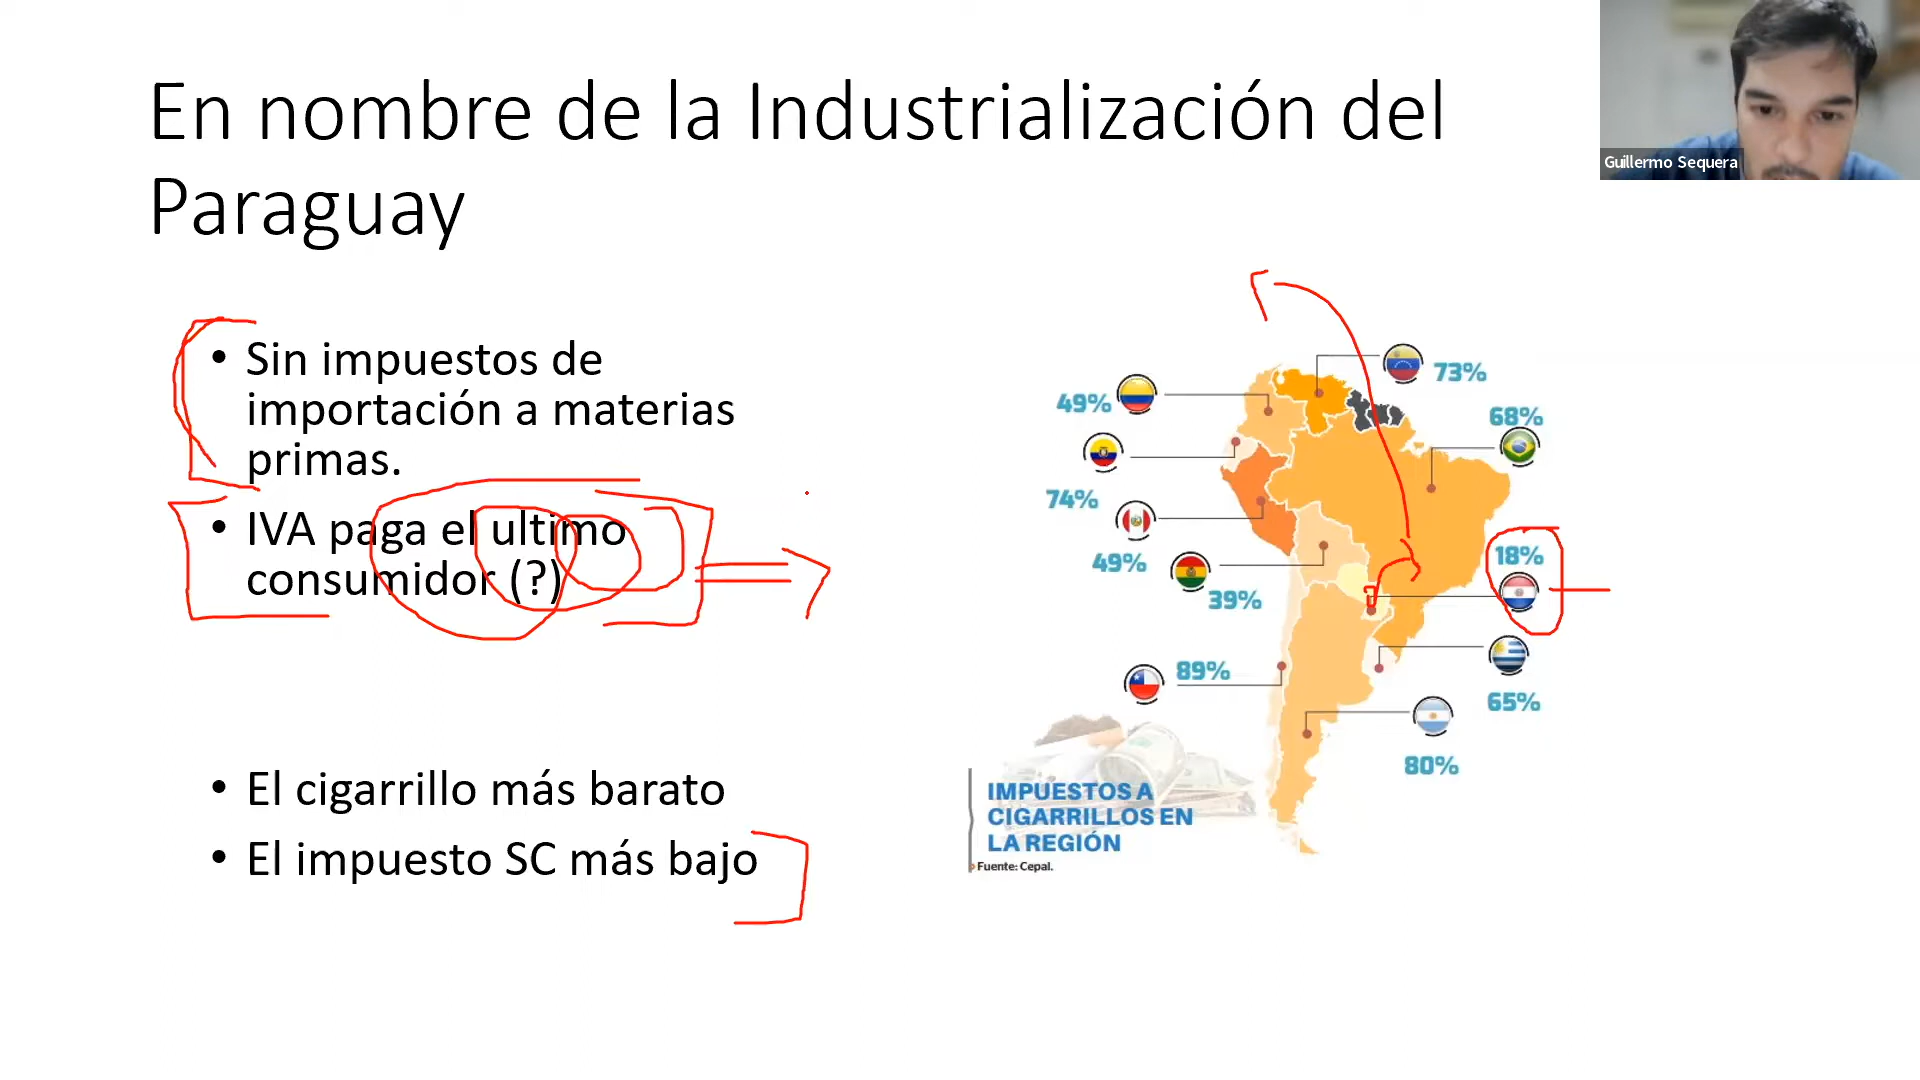 En nombre de la Industrialización del
Paraguay
Guillermo Sequera
• Sin impuestos de
importación a materias
primas.
• IVA paga el ultimo
consumidor (?)
• El cigarrillo más barato
• El impuesto SC más bajo
73%
49%
68%
74%
49%
18%
39%
89%
65%
80%
IMPUESTOS A
CIGARRILLOS EN
LA REGIÓN
Fuente: Cepal.